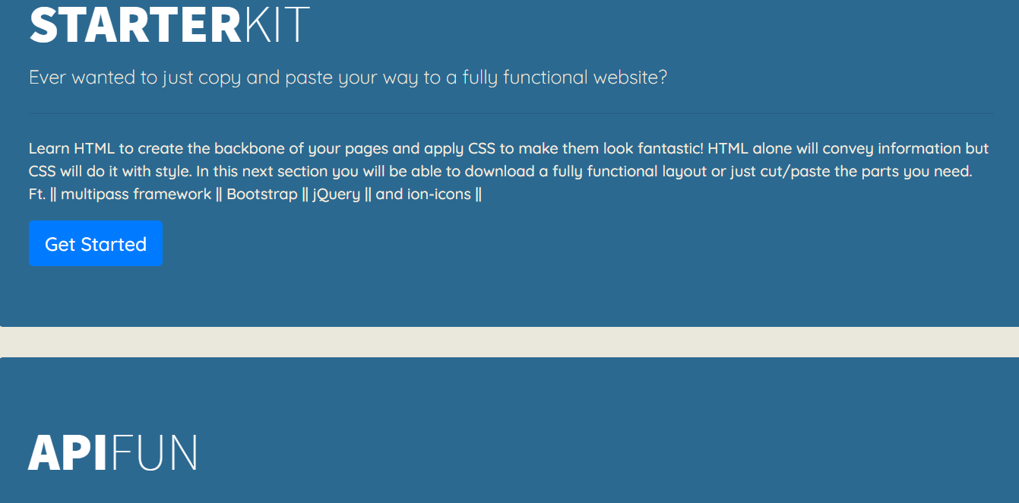 STARTERKIT
Ever wanted to just copy and paste your way to a fully functional website?
Learn HTML to create the backbone of your pages and apply CSS to make them look fantastic! HTML alone will convey information but
CSS will do it with style. In this next section you will be able to download a fully functional layout or just cut/paste the parts you need.
Ft. || multipass framework || Bootstrap || jQuery || and ion-icons ||
Get Started
APIFUN